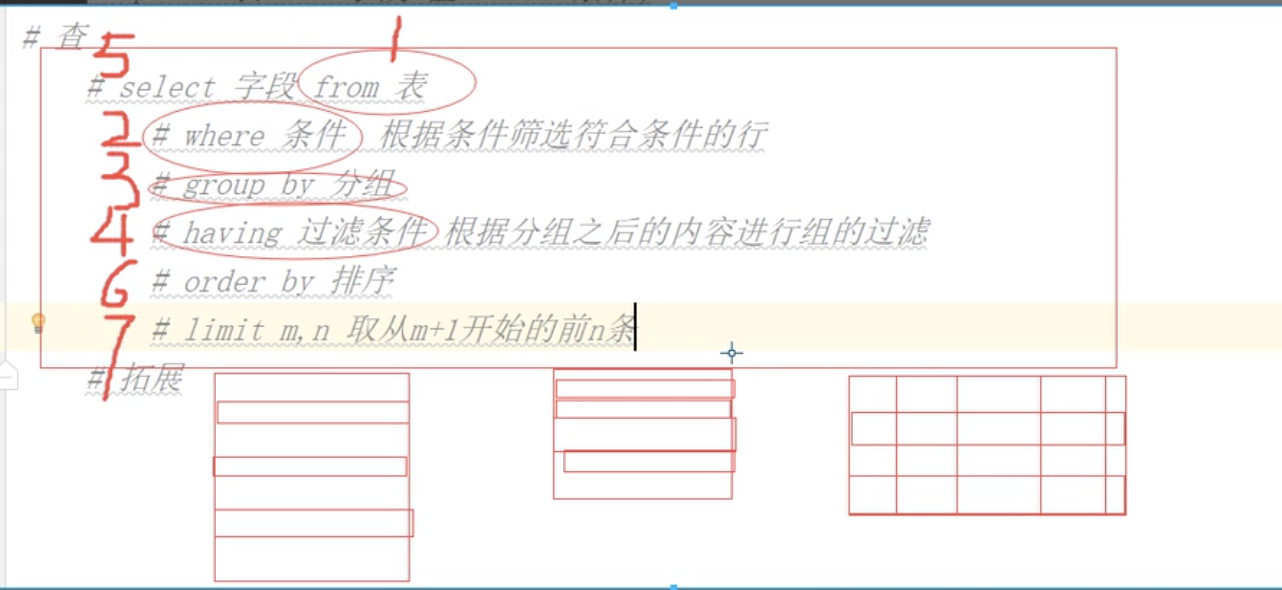 # 查
5 1
# select 字段 from 表
2 # where 条件 根据条件筛选符合条件的行
3 # group by 分组
4 # having 过滤条件 根据分组之后的内容进行组的过滤
6 # order by 排序
7 # limit m,n 取从m+1开始的前n条
# 拓展